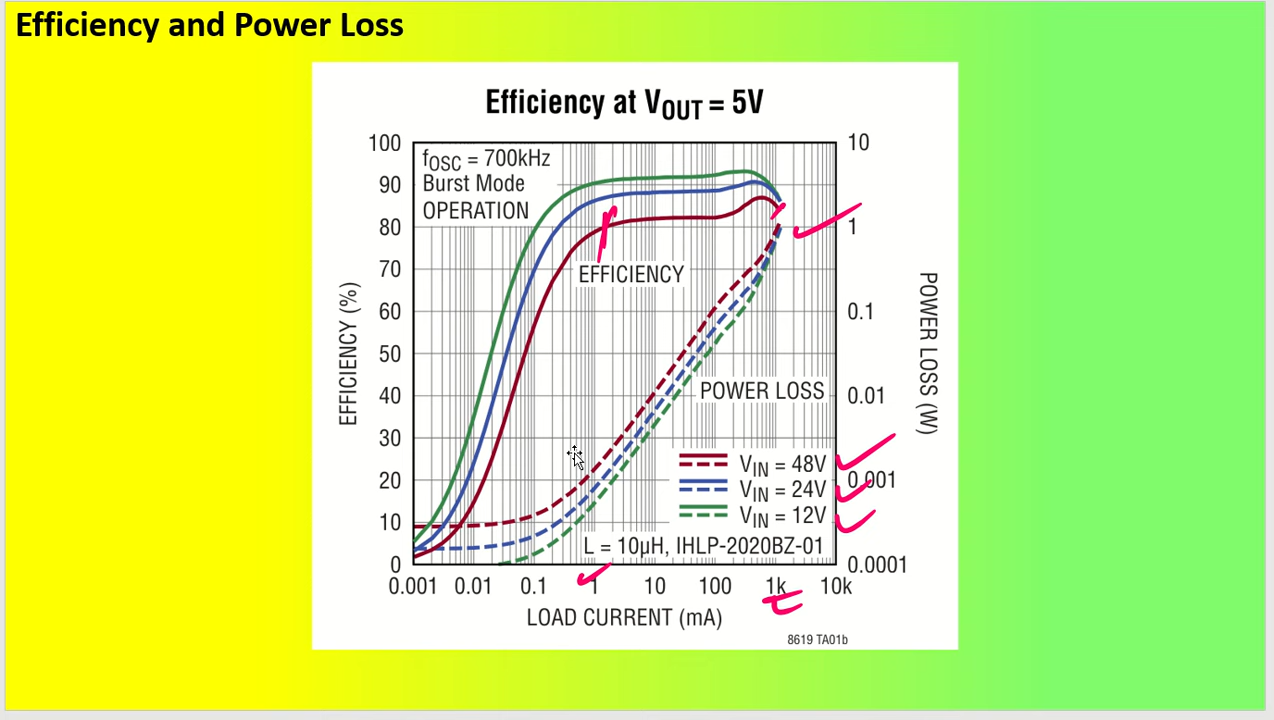 Efficiency and Power Loss
Efficiency at VOUT = 5V
fOSC = 700kHz
Burst Mode
OPERATION
100
90
80
70
60
50
40
30
20
10
0
EFFICIENCY (%)
10
1
0.1
0.01
0.001
0.0001
POWER LOSS (W)
EFFICIENCY
POWER LOSS
VIN = 48V
VIN = 24V
VIN = 12V
L = 10µH, IHLP-2020BZ-01
0.001 0.01 0.1 1 10 100 1k 10k
LOAD CURRENT (mA)
8619 TA01b